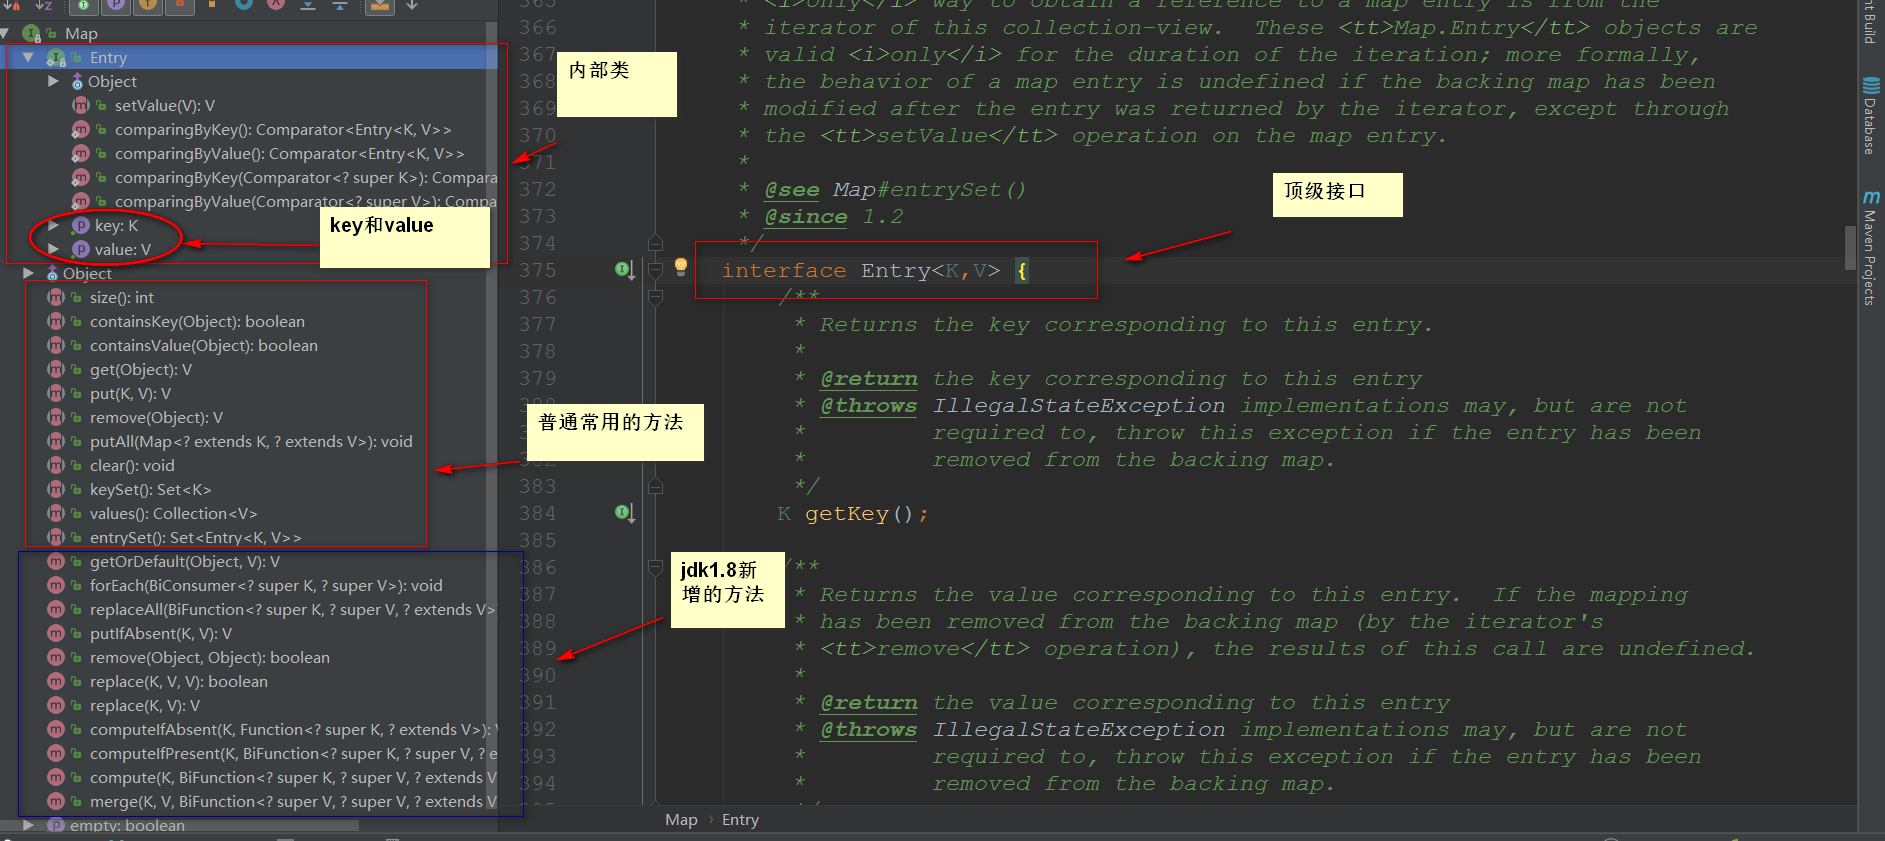 Map
Entry
Object
setValue(V): V
comparingByKey(): Comparator<Entry<K, V>>
comparingByValue(): Comparator<Entry<K, V>>
comparingByKey(Comparator<? super K>): Compara
comparingByValue(Comparator<? super V>): Compa
key: K
value: V
Object
size(): int
containsKey(Object): boolean
containsValue(Object): boolean
get(Object): V
put(K, V): V
remove(Object): V
putAll(Map<? extends K, ? extends V>): void
clear(): void
keySet(): Set<K>
values(): Collection<V>
entrySet(): Set<Entry<K, V>>
getOrDefault(Object, V): V
forEach(BiConsumer<? super K, ? super V>): void
replaceAll(BiFunction<? super K, ? super V, ? extends V>
putIfAbsent(K, V): V
remove(Object, Object): boolean
replace(K, V, V): boolean
replace(K, V): V
computeIfAbsent(K, Function<? super K, ? extends V>):
computeIfPresent(K, BiFunction<? super K, ? super V, ? e
compute(K, BiFunction<? super K, ? super V, ? extends V
merge(K, V, BiFunction<? super V, ? super V, ? extends V
empty: boolean
内部类
key和value
普通常用的方法
jdk1.8新
增的方法
顶级接口
365 * <i>only</i> way to obtain a reference to a map entry is from the
366 * iterator of this collection-view.  These <tt>Map.Entry</tt> objects are
367 * valid <i>only</i> for the duration of the iteration; more formally,
368 * the behavior of a map entry is undefined if the backing map has been
369 * modified after the entry was returned by the iterator, except through
370 * the <tt>setValue</tt> operation on the map entry.
371 *
372 * @see Map#entrySet()
373 * @since 1.2
374 */
375 interface Entry<K,V> {
376 /**
377 * Returns the key corresponding to this entry.
378 *
379 * @return the key corresponding to this entry
* @throws IllegalStateException implementations may, but are not
* required to, throw this exception if the entry has been
382 * removed from the backing map.
383 */
384 K getKey();
385
386 /**
387 * Returns the value corresponding to this entry.  If the mapping
388 * has been removed from the backing map (by the iterator's
389 * <tt>remove</tt> operation), the results of this call are undefined.
390 *
391 * @return the value corresponding to this entry
392 * @throws IllegalStateException implementations may, but are not
393 * required to, throw this exception if the entry has been
394 * removed from the backing map.
Map › Entry
nt Build
Database
Maven Projects